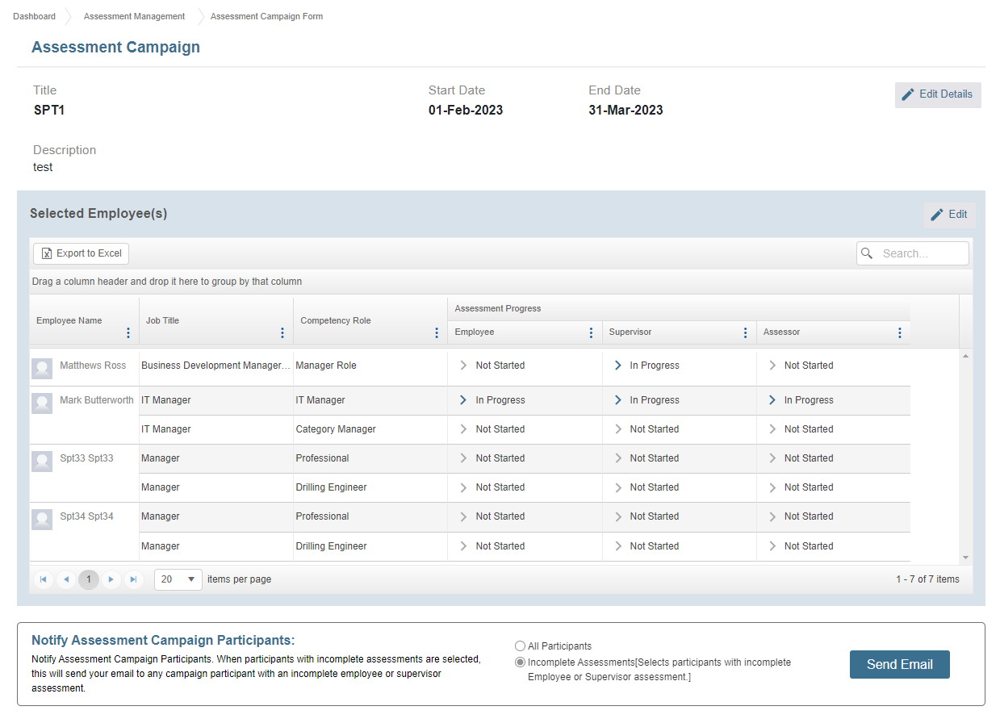 Dashboard Assessment Management Assessment Campaign Form
Assessment Campaign
Title Start Date End Date
SPT1 01-Feb-2023 31-Mar-2023
Edit Details
Description
test
Selected Employee(s)
Edit
Export to Excel
Search...
Drag a column header and drop it here to group by that column
Employee Name Job Title Competency Role Assessment Progress
Employee Supervisor Assessor
Matthews Ross Business Development Manager... Manager Role Not Started In Progress Not Started
Mark Butterworth IT Manager IT Manager In Progress In Progress In Progress
IT Manager Category Manager Not Started Not Started Not Started
Spt33 Spt33 Manager Professional Not Started Not Started Not Started
Manager Drilling Engineer Not Started Not Started Not Started
Spt34 Spt34 Manager Professional Not Started Not Started Not Started
Manager Drilling Engineer Not Started Not Started Not Started
1 20 items per page 1 - 7 of 7 items
Notify Assessment Campaign Participants:
Notify Assessment Campaign Participants. When participants with incomplete assessments are selected,
this will send your email to any campaign participant with an incomplete employee or supervisor
assessment.
All Participants
Incomplete Assessments[Selects participants with incomplete
Employee or Supervisor assessment.]
Send Email